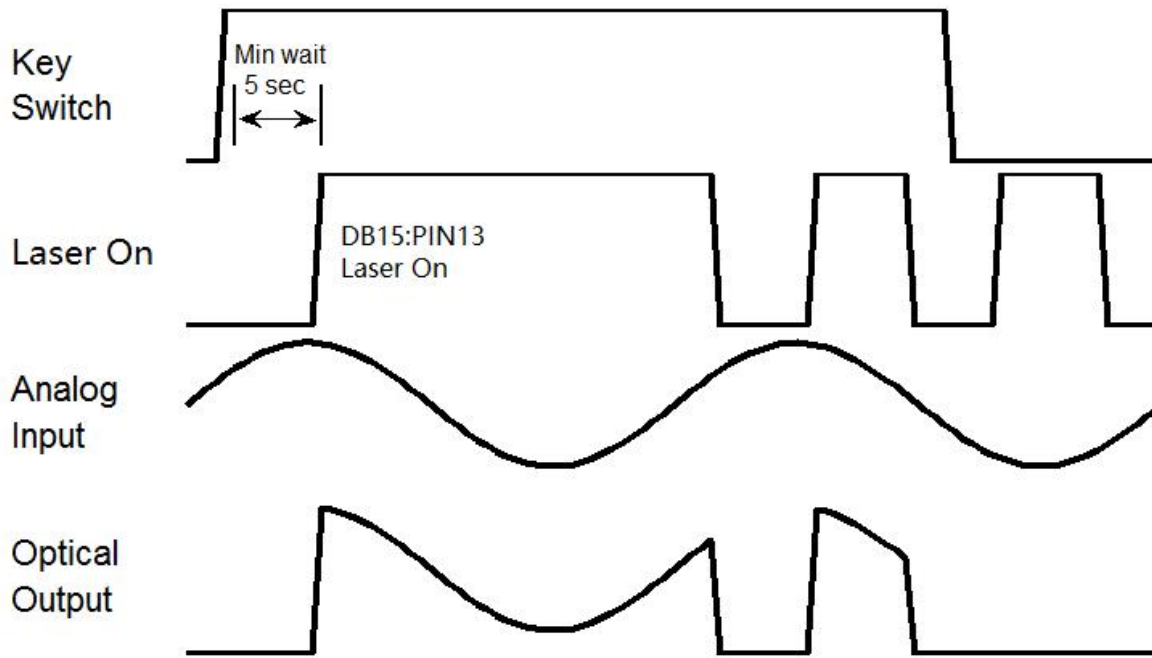 Key
Switch
Min wait
5 sec
Laser On
DB15:PIN13
Laser On
Analog
Input
Optical
Output